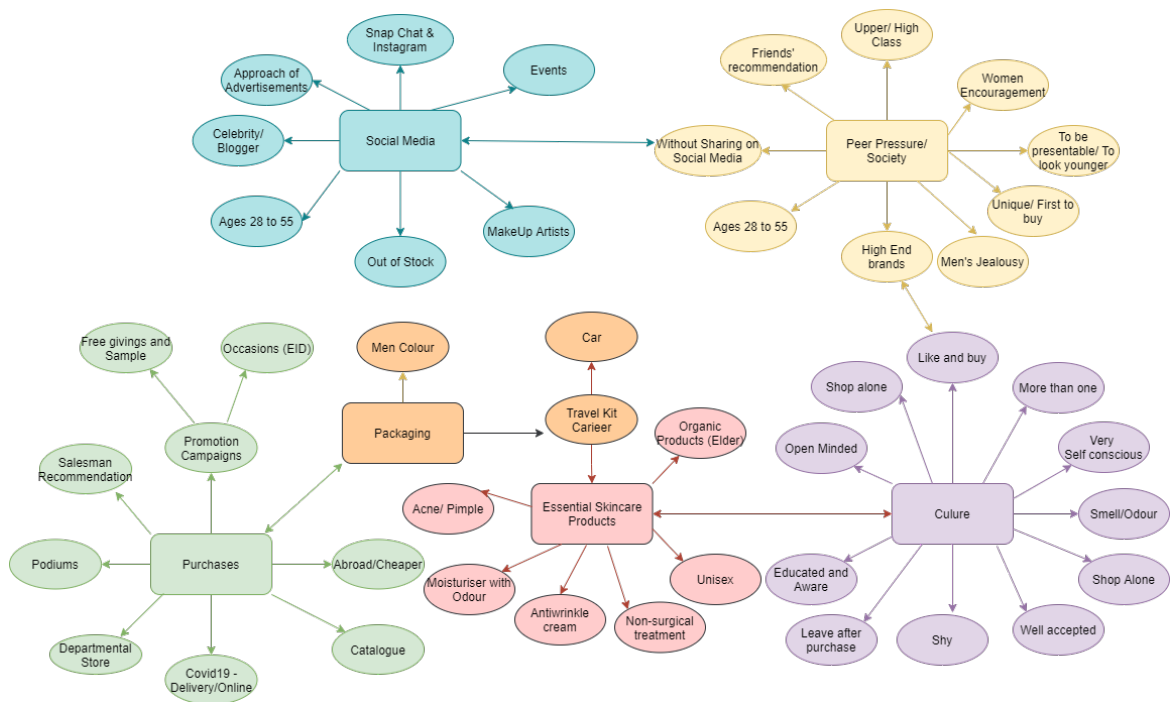 Snap Chat &
Instagram
Approach of
Advertisements
Events
Celebrity/
Blogger
Social Media
Ages 28 to 55
MakeUp Artists
Out of Stock
Upper/ High
Class
Friends'
recommendation
Women
Encouragement
Without Sharing on
Social Media
Peer Pressure/
Society
To be
presentable/ To
look younger
Unique/ First to
buy
Ages 28 to 55
High End
brands
Men's Jealousy
Free givings and
Sample
Occasions (EID)
Promotion
Campaigns
Salesman
Recommendation
Podiums
Purchases
Abroad/Cheaper
Departmental
Store
Covid19 -
Delivery/Online
Catalogue
Men Colour
Packaging
Car
Travel Kit
Carieer
Organic
Products (Elder)
Acne/ Pimple
Essential Skincare
Products
Moisturiser with
Odour
Antiwrinkle
cream
Non-surgical
treatment
Unisex
Like and buy
Shop alone
More than one
Open Minded
Very
Self conscious
Culure
Smell/Odour
Educated and
Aware
Shop Alone
Leave after
purchase
Shy
Well accepted